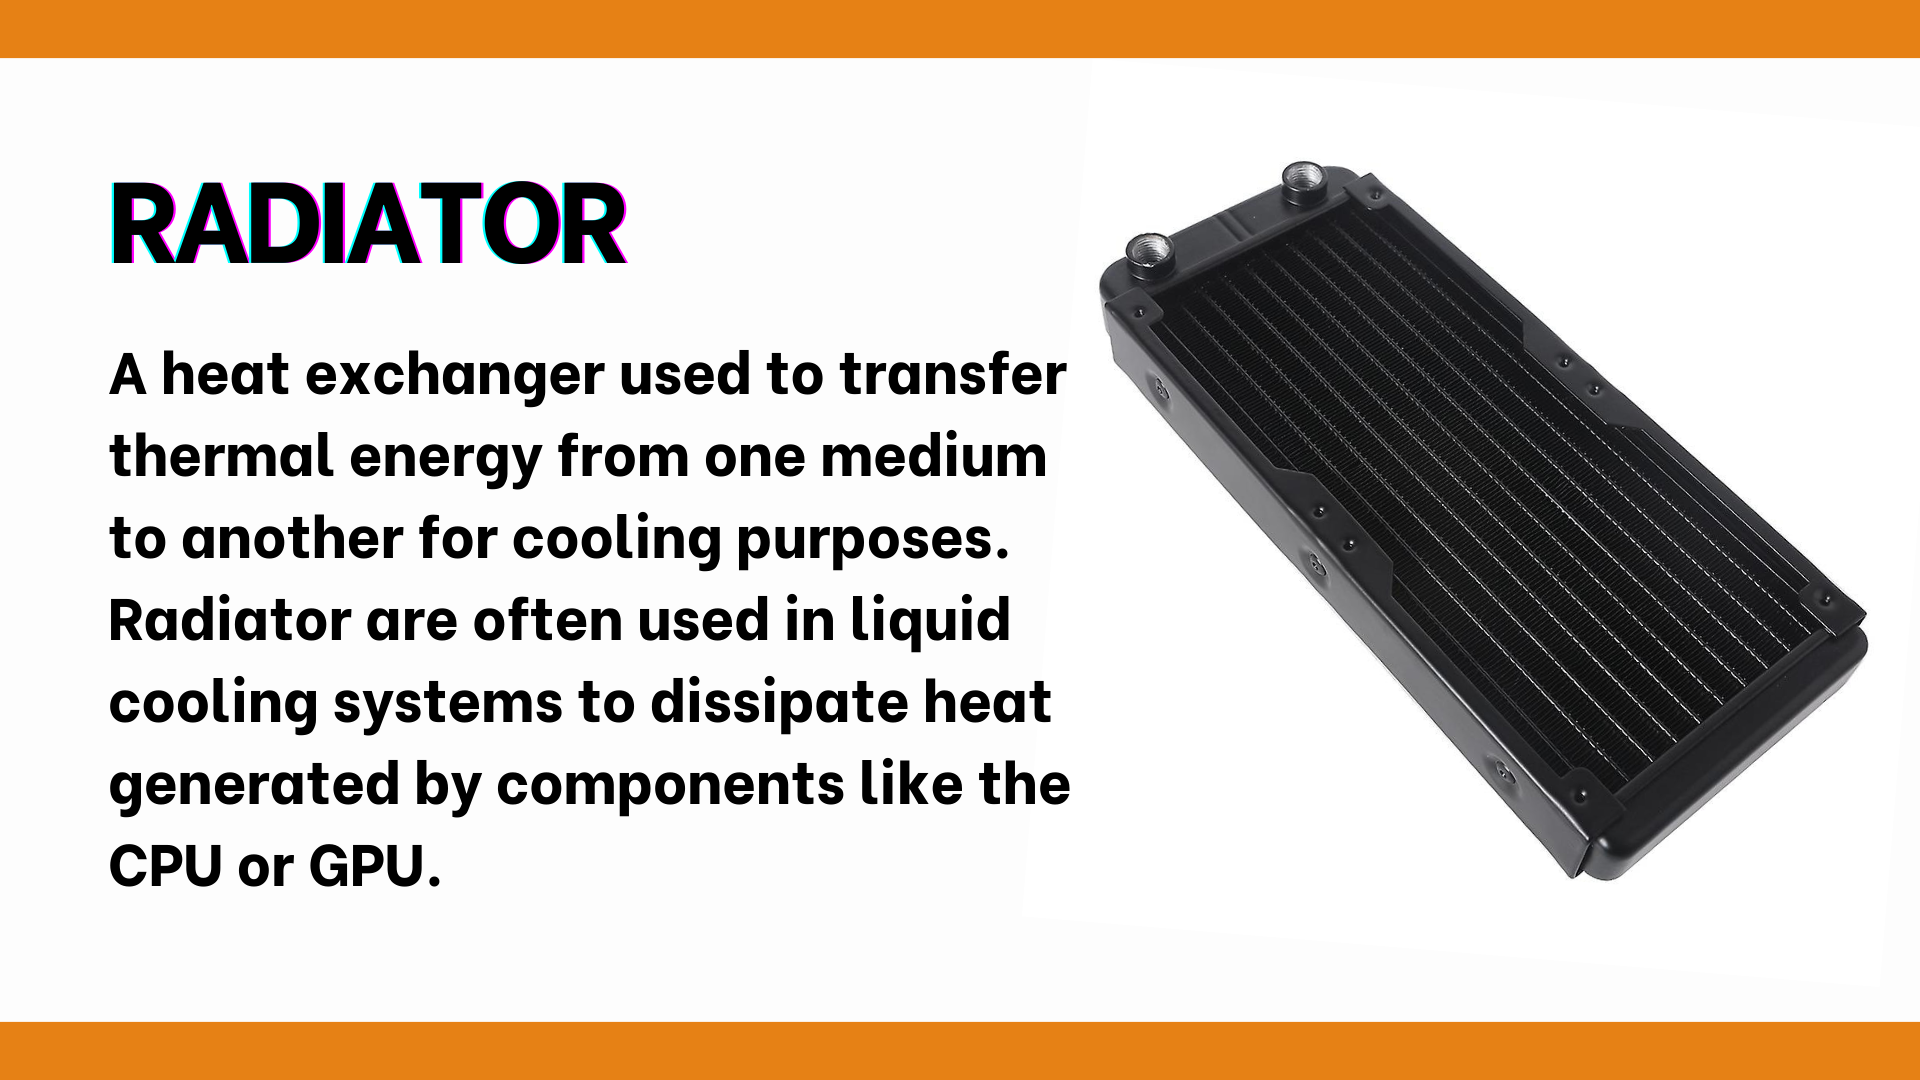 RADIATOR
A heat exchanger used to transfer
thermal energy from one medium
to another for cooling purposes.
Radiator are often used in liquid
cooling systems to dissipate heat
generated by components like the
CPU or GPU.